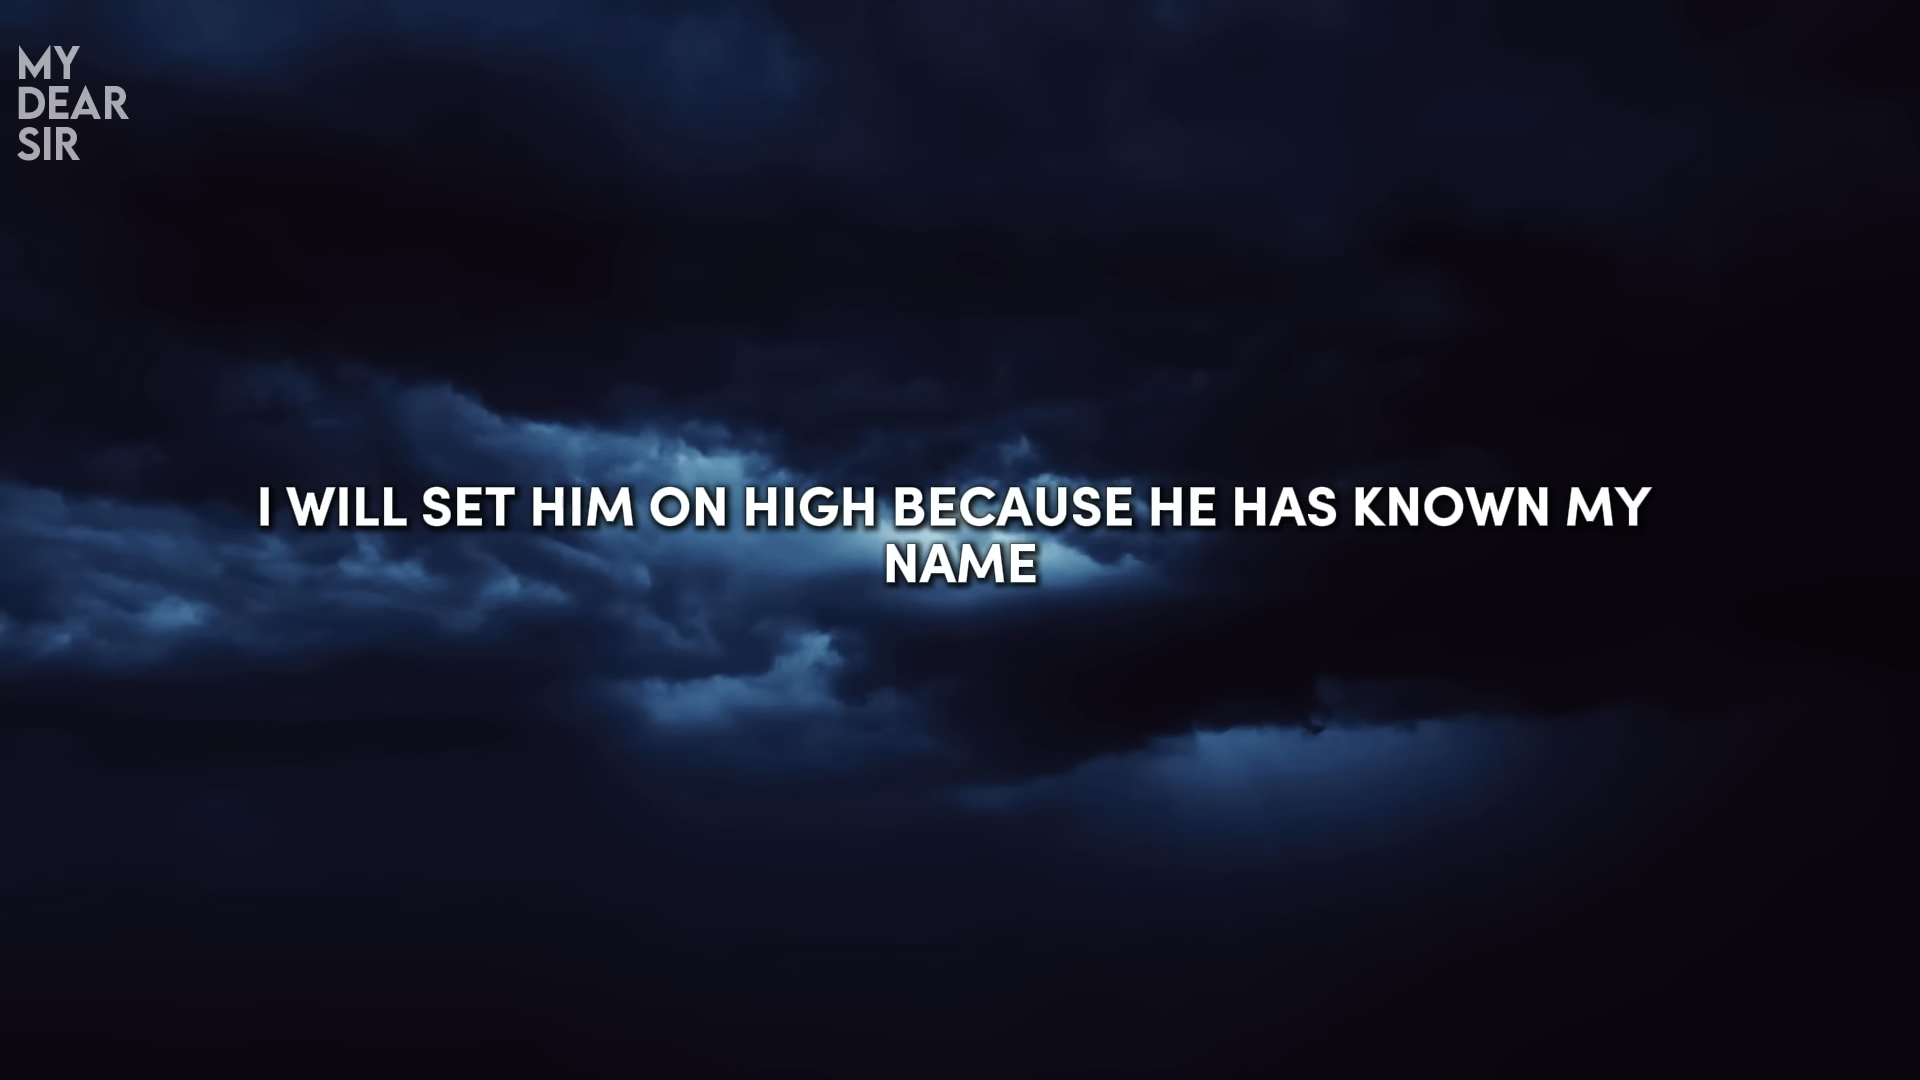 MY
DEAR
SIR
I WILL SET HIM ON HIGH BECAUSE HE HAS KNOWN MY
NAME